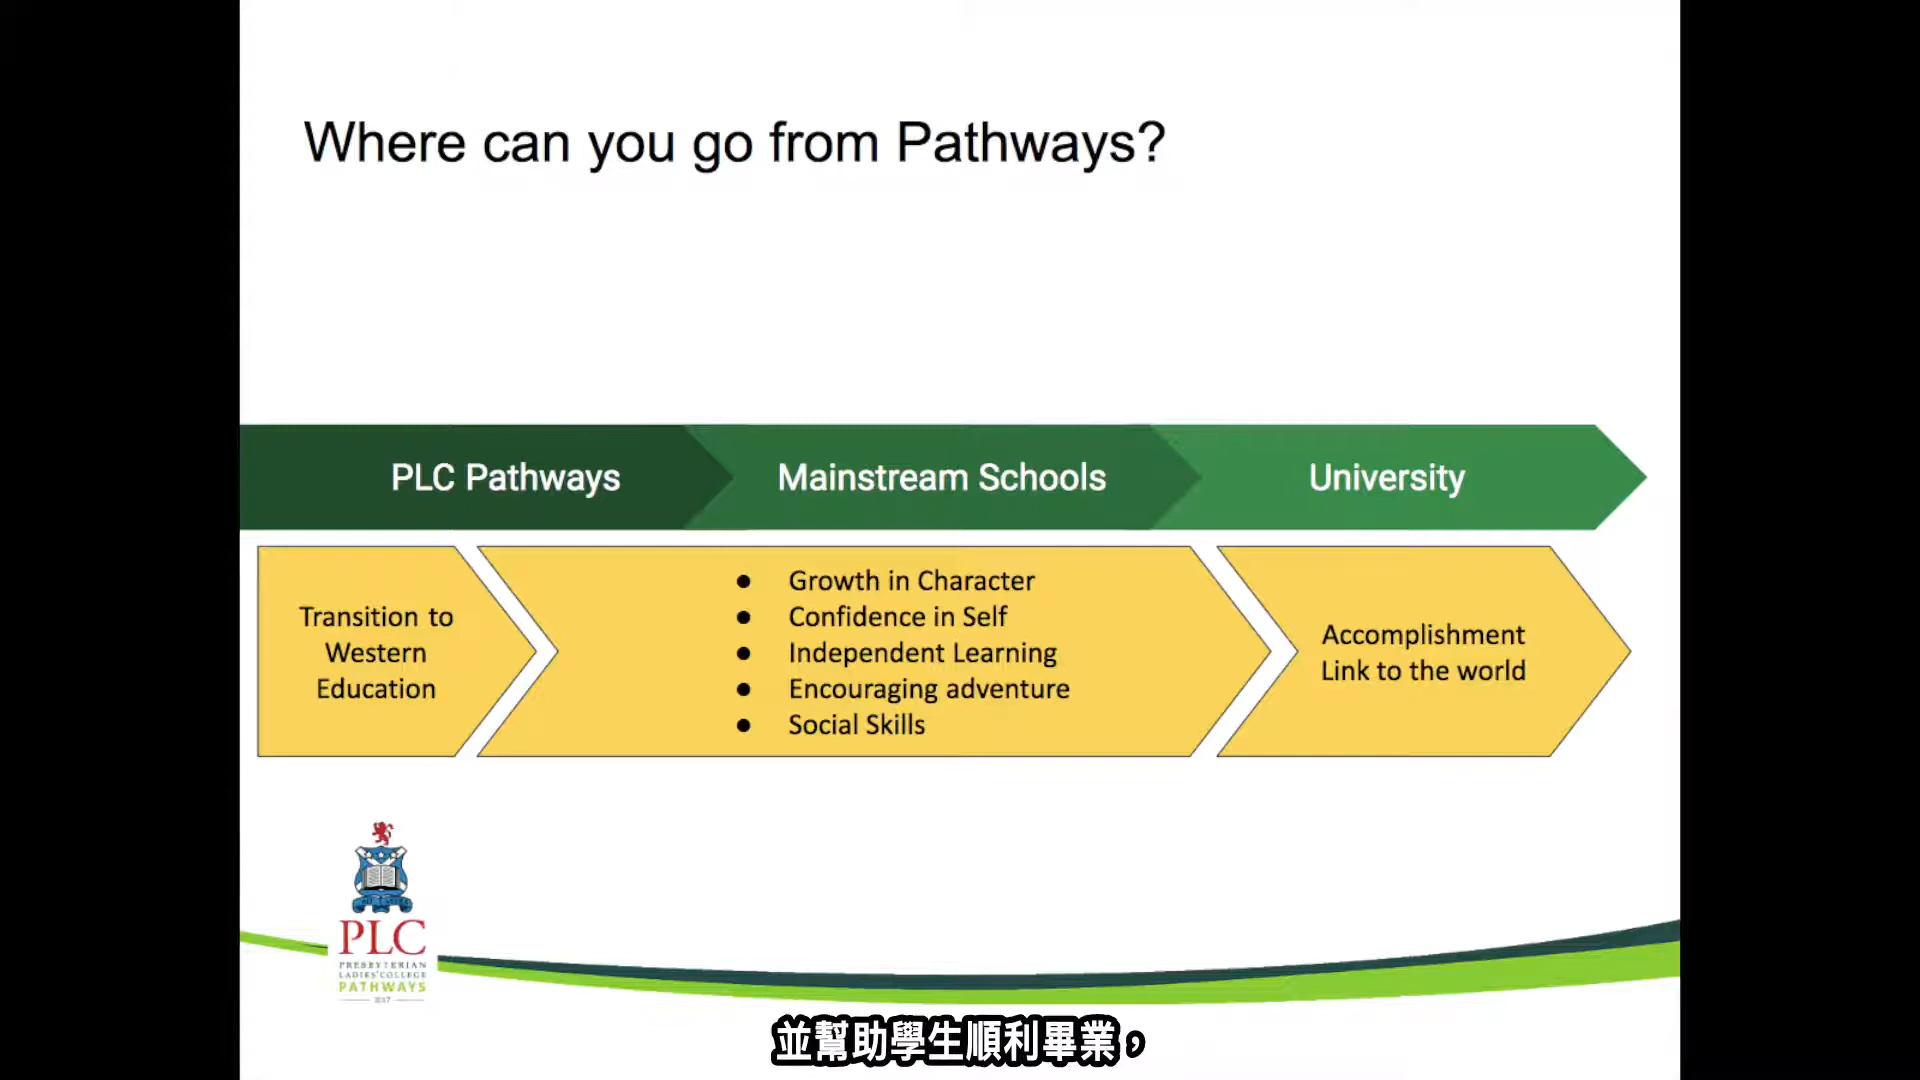 Where can you go from Pathways?
PLC Pathways
Mainstream Schools
University
Transition to
Western
Education
● Growth in Character
● Confidence in Self
● Independent Learning
● Encouraging adventure
● Social Skills
Accomplishment
Link to the world
PLC
PRESBYTERIAN
LADIES' COLLEGE
PATHWAYS
2017
並幫助學生順利畢業，